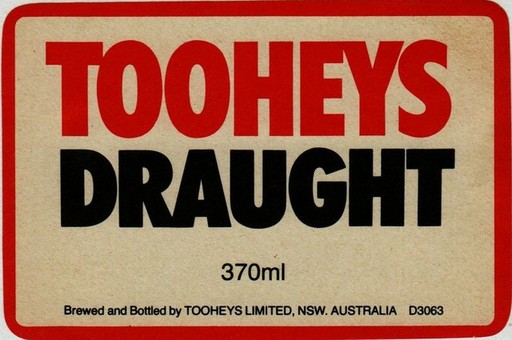 TOOHEYS
DRAUGHT
370ml
Brewed and Bottled by TOOHEYS LIMITED, NSW. AUSTRALIA D3063